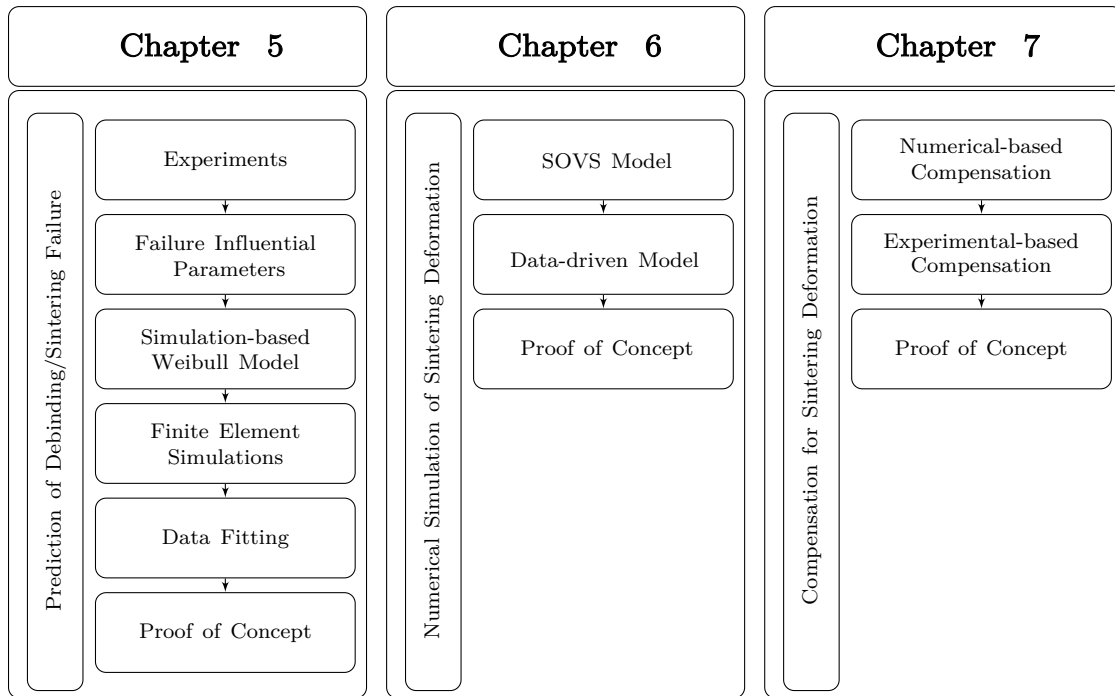 Chapter 5
Prediction of Debinding/Sintering Failure
Experiments
Failure Influential
Parameters
Simulation-based
Weibull Model
Finite Element
Simulations
Data Fitting
Proof of Concept
Chapter 6
Numerical Simulation of Sintering Deformation
SOVS Model
Data-driven Model
Proof of Concept
Chapter 7
Compensation for Sintering Deformation
Numerical-based
Compensation
Experimental-based
Compensation
Proof of Concept